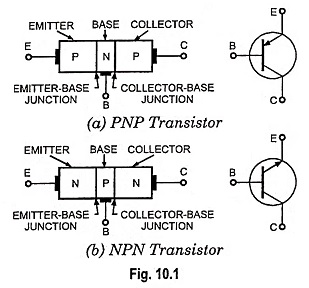 EMITTER BASE COLLECTOR
E P N P C
EMITTER-BASE JUNCTION
COLLECTOR-BASE JUNCTION
B
E
B
C
(a) PNP Transistor
EMITTER BASE COLLECTOR
E N P N C
EMITTER-BASE JUNCTION
COLLECTOR-BASE JUNCTION
B
E
B
C
(b) NPN Transistor
Fig. 10.1